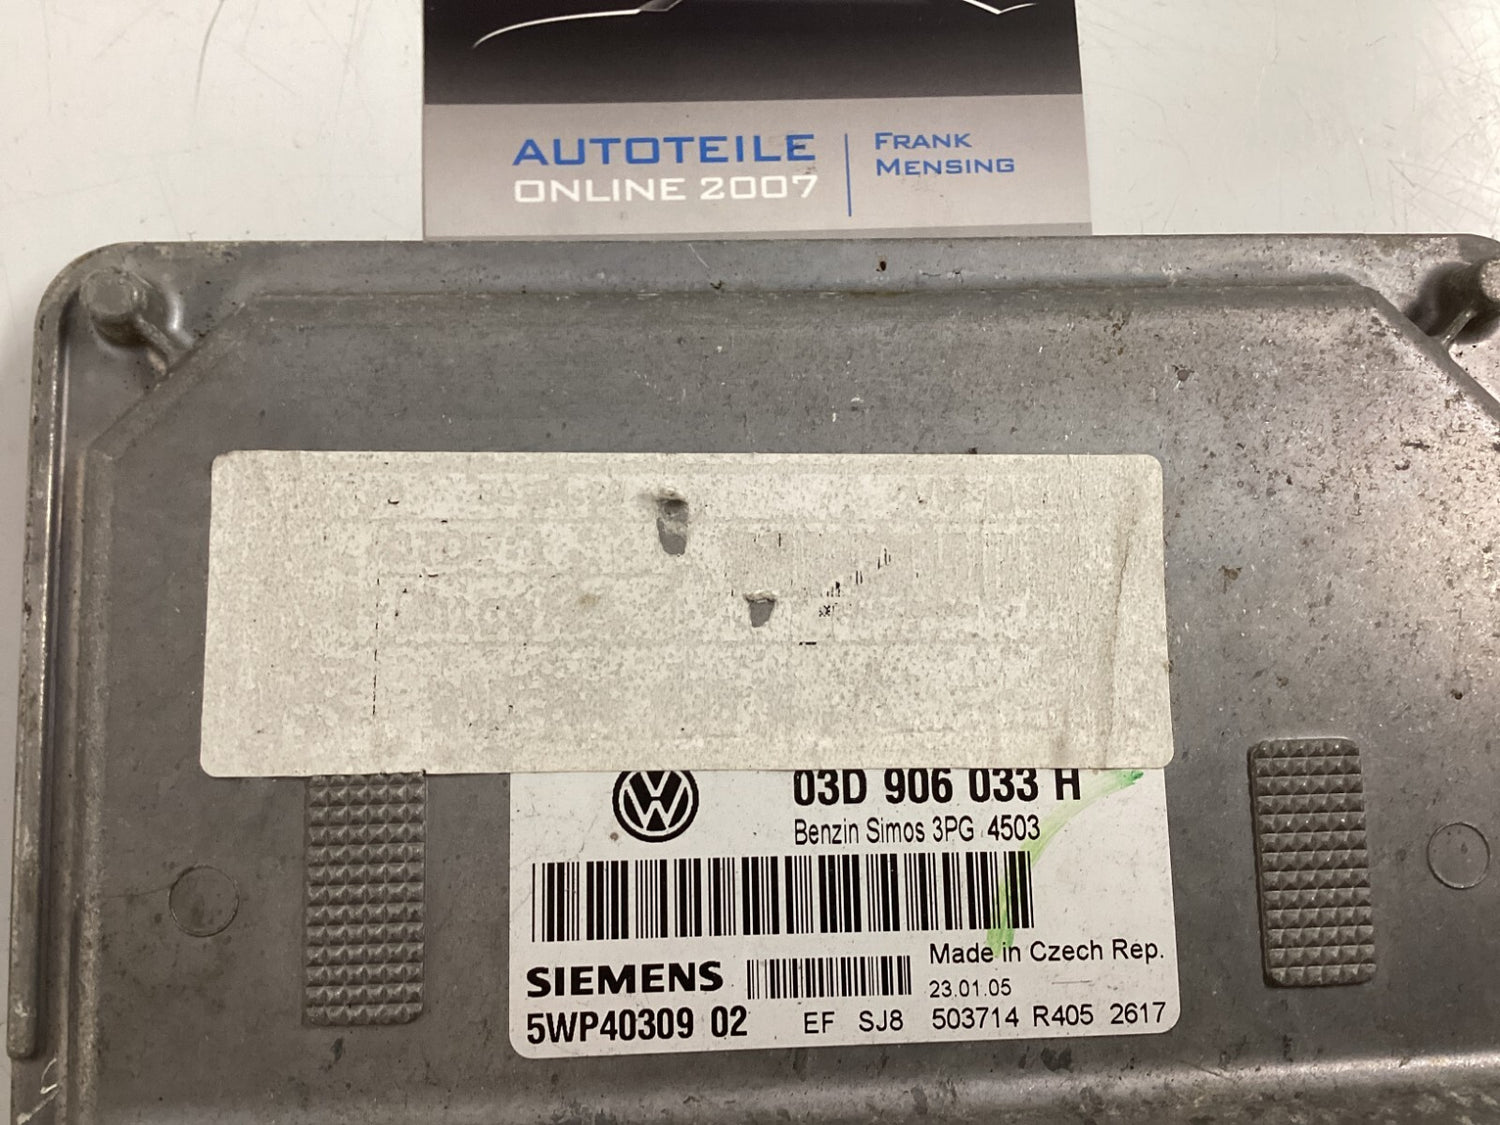 AUTOTEILE
ONLINE 2007
FRANK
MENSING
03D 906 033 H
Benzin Simos 3PG 4503
Made in Czech Rep.
SIEMENS
23.01.05
5WP40309 02 EF SJ8 503714 R405 2617